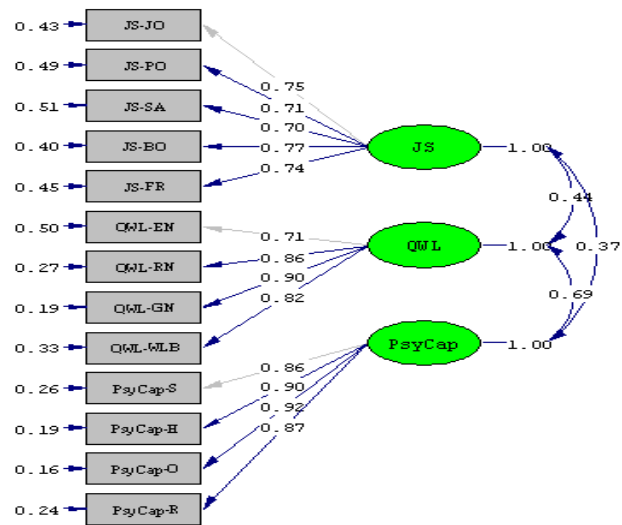 0.43 JS-JO
0.49 JS-PO
0.75
0.51 JS-SA
0.71
0.70
0.40 JS-BO
0.77
JS 1.00
0.45 JS-FR
0.74
0.44
0.50 QWL-EN
0.71
QWL 1.00 0.37
0.27 QWL-RN
0.86
0.90
0.19 QWL-GN
0.82
0.69
0.33 QWL-WLB
PsyCap 1.00
0.26 PsyCap-S
0.86
0.90
0.19 PsyCap-H
0.92
0.87
0.16 PsyCap-O
0.24 PsyCap-R